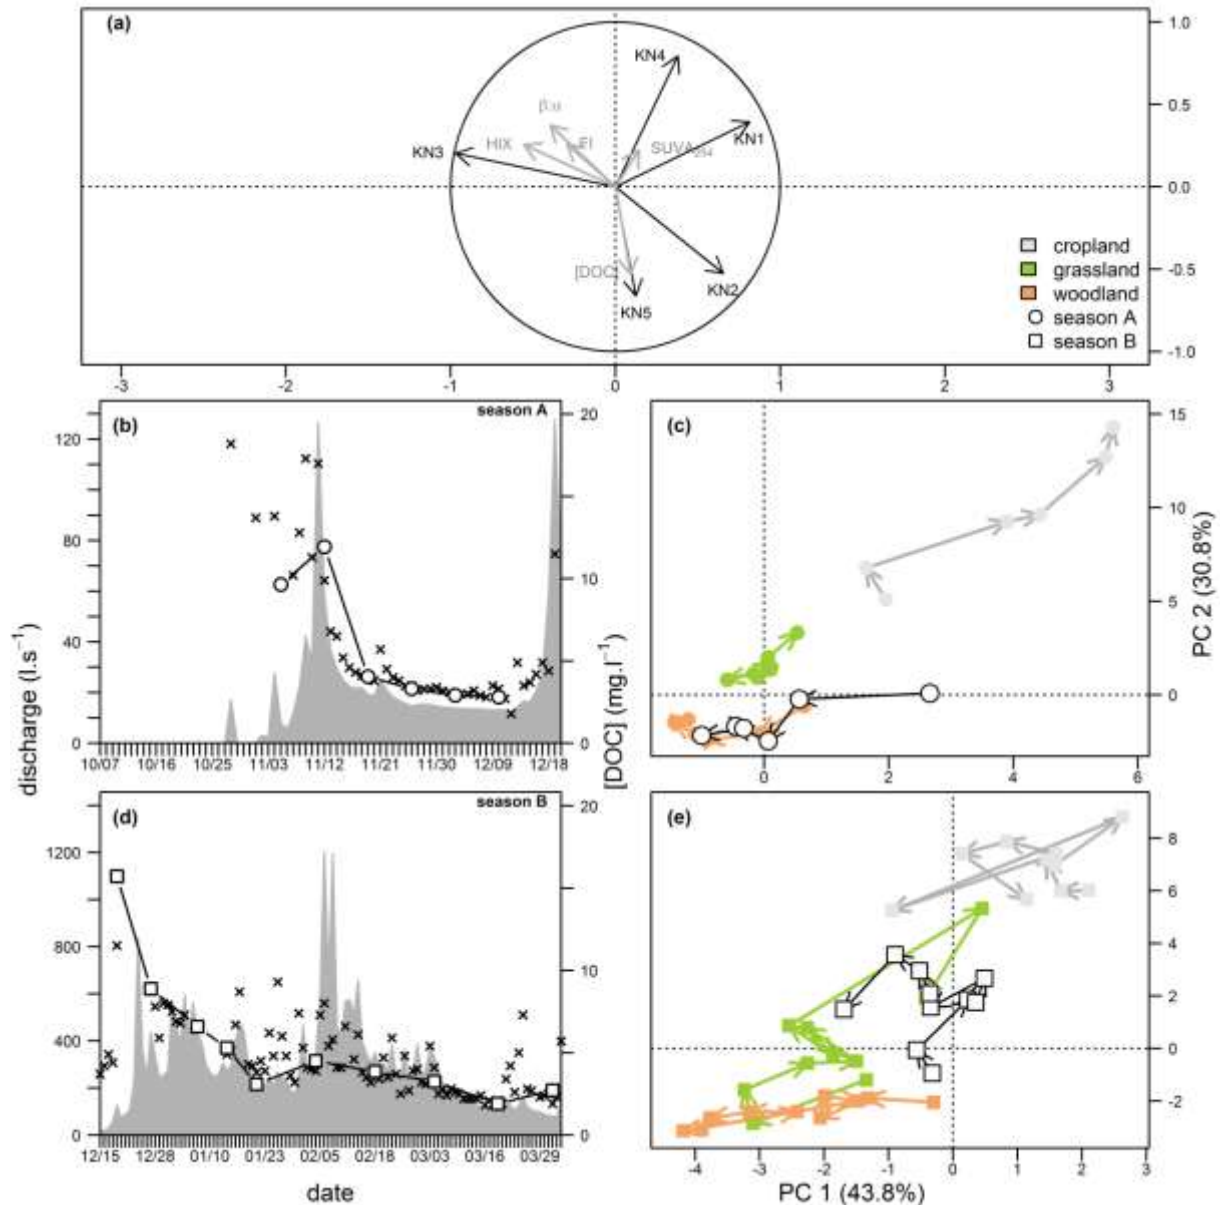 (a)
1.0
0.5
0.0
-0.5
-1.0
KN4
KN1
β:α
HIX
FI
SUVA254
KN3
[DOC]
KN2
KN5
cropland
grassland
woodland
season A
season B
-3
-2
-1
0
1
2
3
(b)
season A
120
80
40
0
20
10
0
10/07
10/16
10/25
11/03
11/12
11/21
11/30
12/09
12/18
(c)
15
10
5
0
0
2
4
6
PC 2 (30.8%)
discharge (l.s⁻¹)
[DOC] (mg.l⁻¹)
(d)
season B
1200
800
400
0
20
10
0
12/15
12/28
01/10
01/23
02/05
02/18
03/03
03/16
03/29
date
(e)
8
6
4
2
0
-2
-4
-3
-2
-1
0
1
2
3
PC 1 (43.8%)